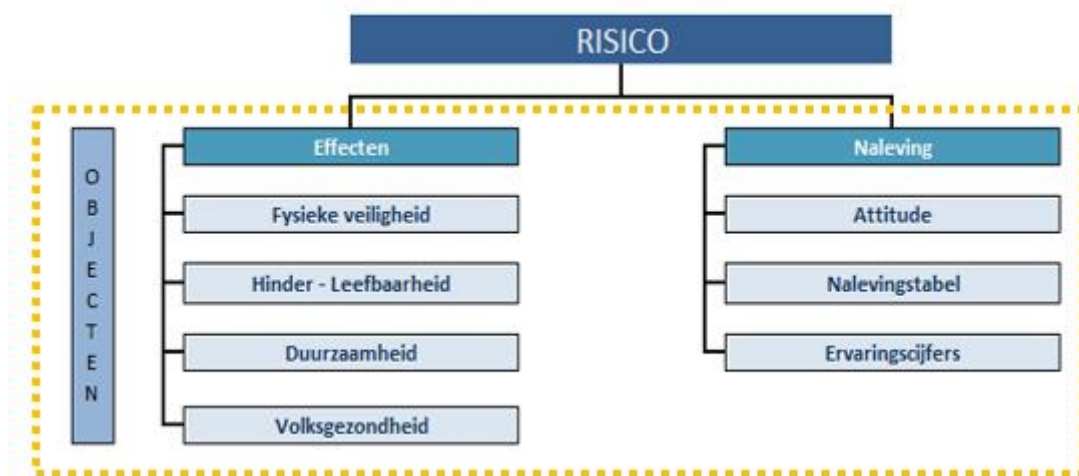 RISICO
OBJECTEN
Effecten
Fysieke veiligheid
Hinder - Leefbaarheid
Duurzaamheid
Volksgezondheid
Naleving
Attitude
Nalevingstabel
Ervaringscijfers